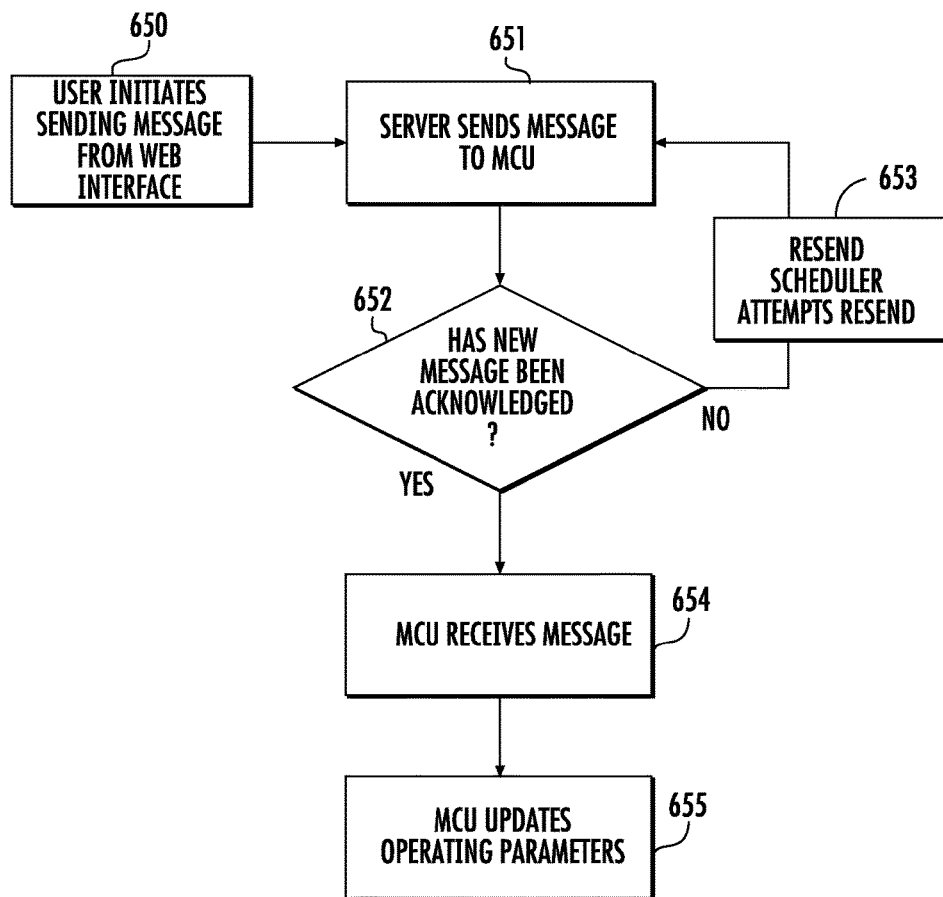 650
USER INITIATES
SENDING MESSAGE
FROM WEB
INTERFACE
651
SERVER SENDS MESSAGE
TO MCU
653
RESEND
SCHEDULER
ATTEMPTS RESEND
652
HAS NEW
MESSAGE BEEN
ACKNOWLEDGED
?
NO
YES
654
MCU RECEIVES MESSAGE
655
MCU UPDATES
OPERATING PARAMETERS